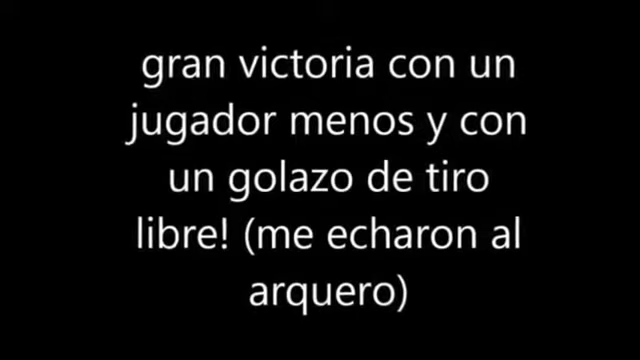 gran victoria con un
jugador menos y con
un golazo de tiro
libre! (me echaron al
arquero)